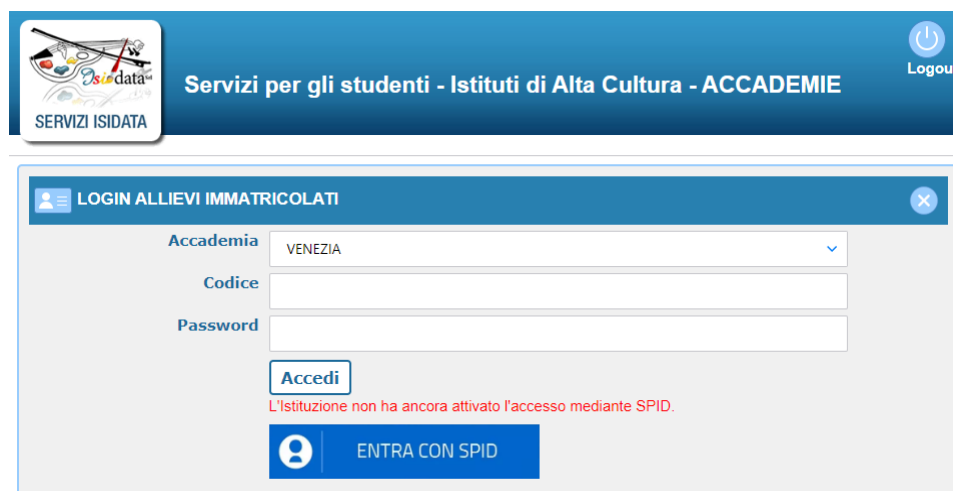 Isidata
SERVIZI ISIDATA
Servizi per gli studenti - Istituti di Alta Cultura - ACCADEMIE
Logou
LOGIN ALLIEVI IMMATRICOLATI
Accademia VENEZIA
Codice
Password
Accedi
L'Istituzione non ha ancora attivato l'accesso mediante SPID.
ENTRA CON SPID